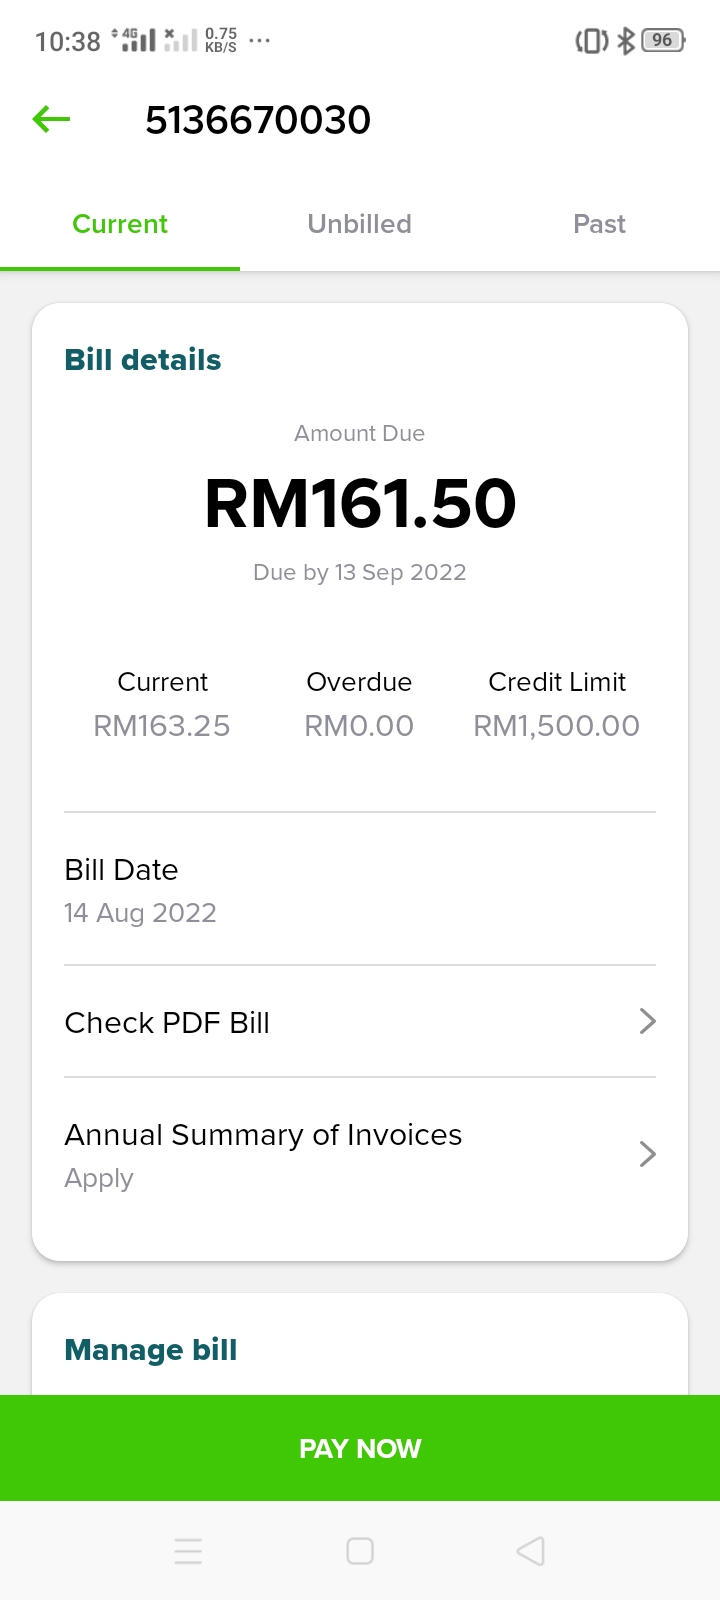 10:38 4G 0.75 KB/S ... 96
5136670030
Current Unbilled Past
Bill details
Amount Due
RM161.50
Due by 13 Sep 2022
Current Overdue Credit Limit
RM163.25 RM0.00 RM1,500.00
Bill Date
14 Aug 2022
Check PDF Bill
Annual Summary of Invoices
Apply
Manage bill
PAY NOW